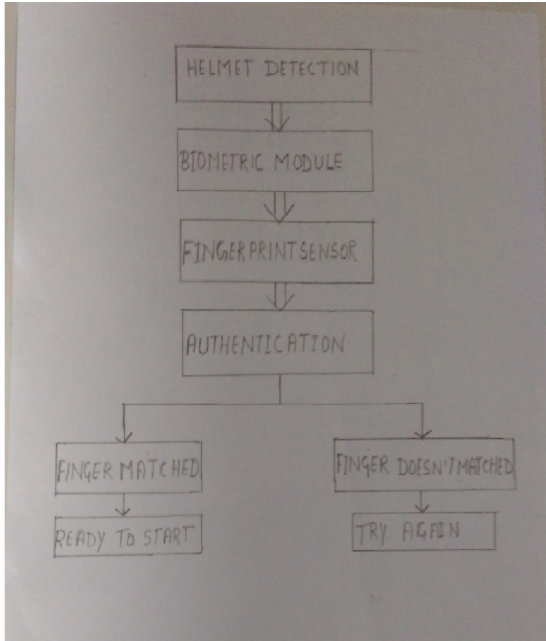 HELMET DETECTION
BIOMETRIC MODULE
FINGERPRINTSENSOR
AUTHENTICATION
FINGER MATCHED
FINGER DOESN'T MATCHED
READY TO START
TRY AGAIN